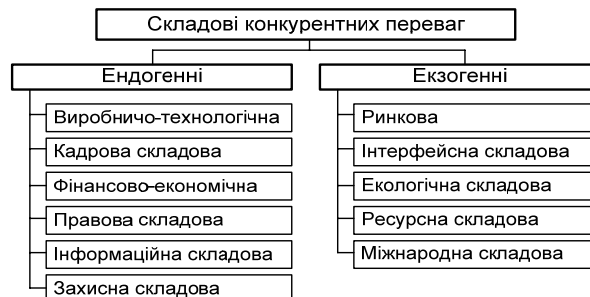 Складові конкурентних переваг
Ендогенні
Виробничо-технологічна
Кадрова складова
Фінансово-економічна
Правова складова
Інформаційна складова
Захисна складова
Екзогенні
Ринкова
Інтерфейсна складова
Екологічна складова
Ресурсна складова
Міжнародна складова